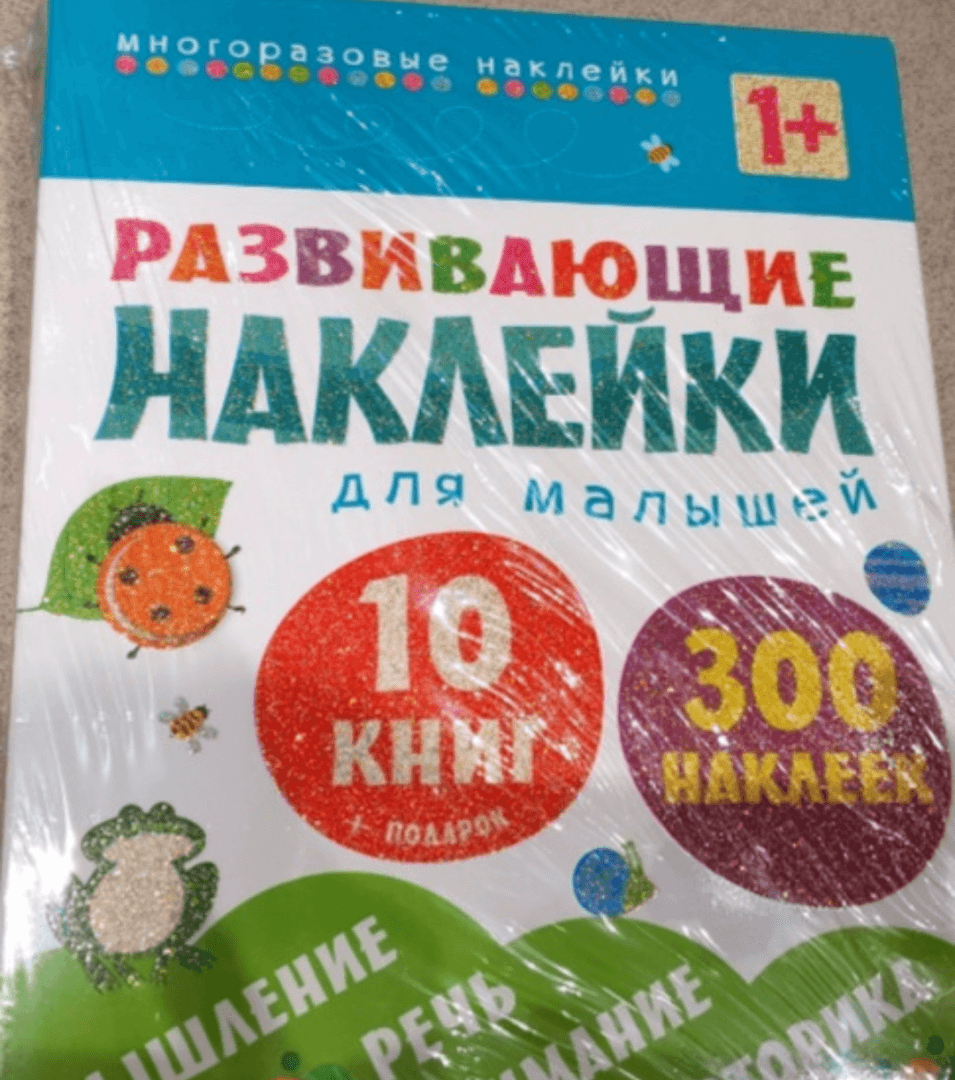 многоразовые наклейки
1+
РАЗВИВАЮЩИЕ
НАКЛЕЙКИ
для малышей
10
КНИГ
+ ПОДАРОК
300
НАКЛЕЕК
РЕЧЬ